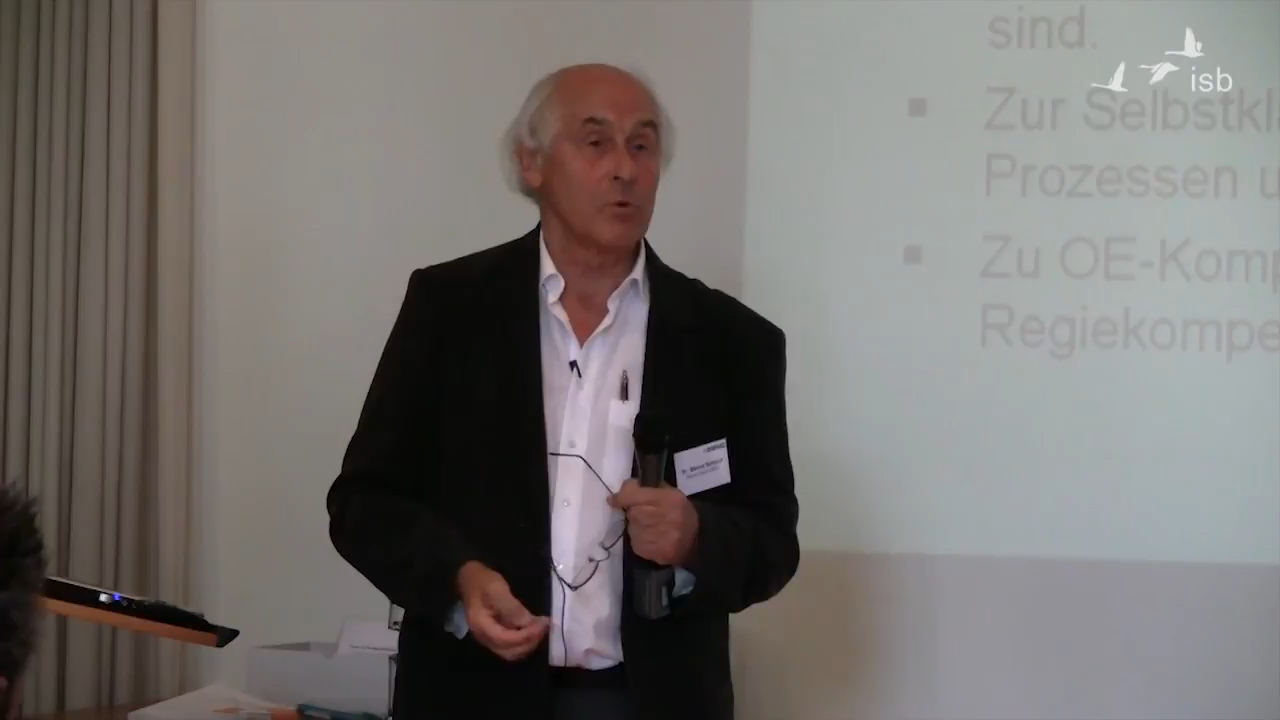 sind.
isb
Zur Selbstkl
Prozessen u
Zu OE-Komp
Regiekompe